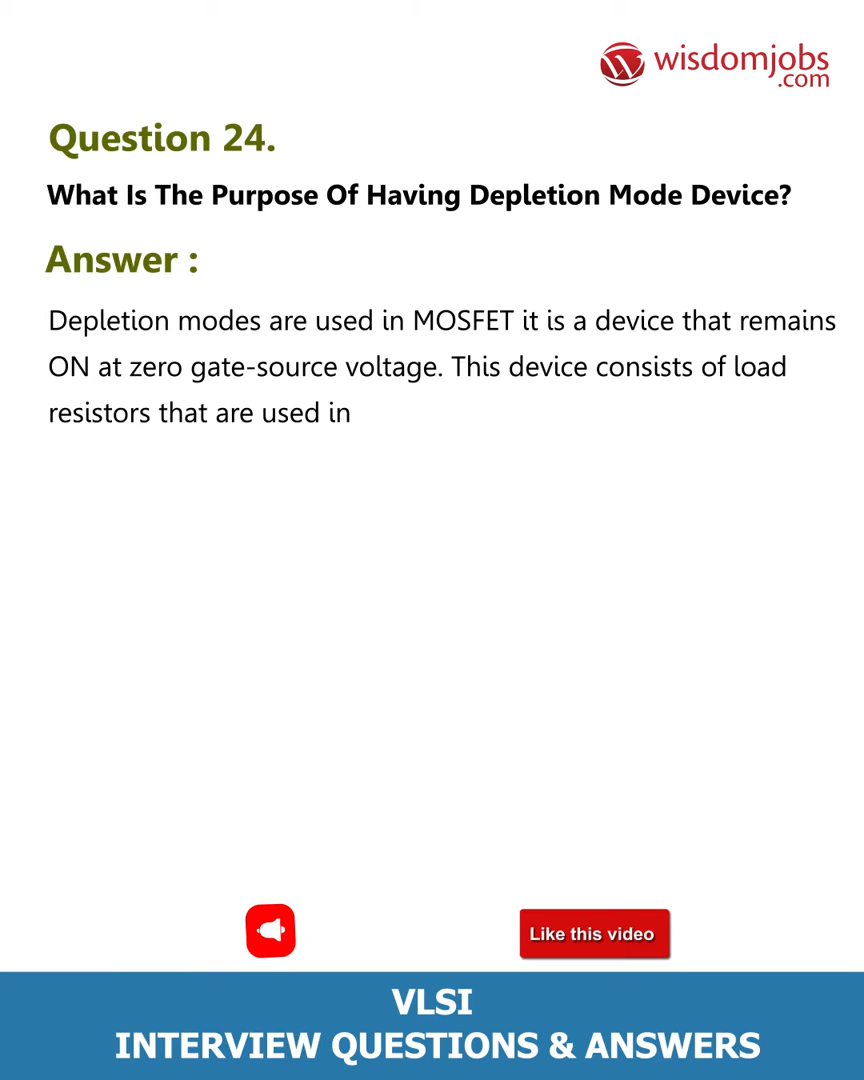 wisdomjobs
.com
Question 24.
What Is The Purpose Of Having Depletion Mode Device?
Answer :
Depletion modes are used in MOSFET it is a device that remains
ON at zero gate-source voltage. This device consists of load
resistors that are used in
Like this video
VLSI
INTERVIEW QUESTIONS & ANSWERS